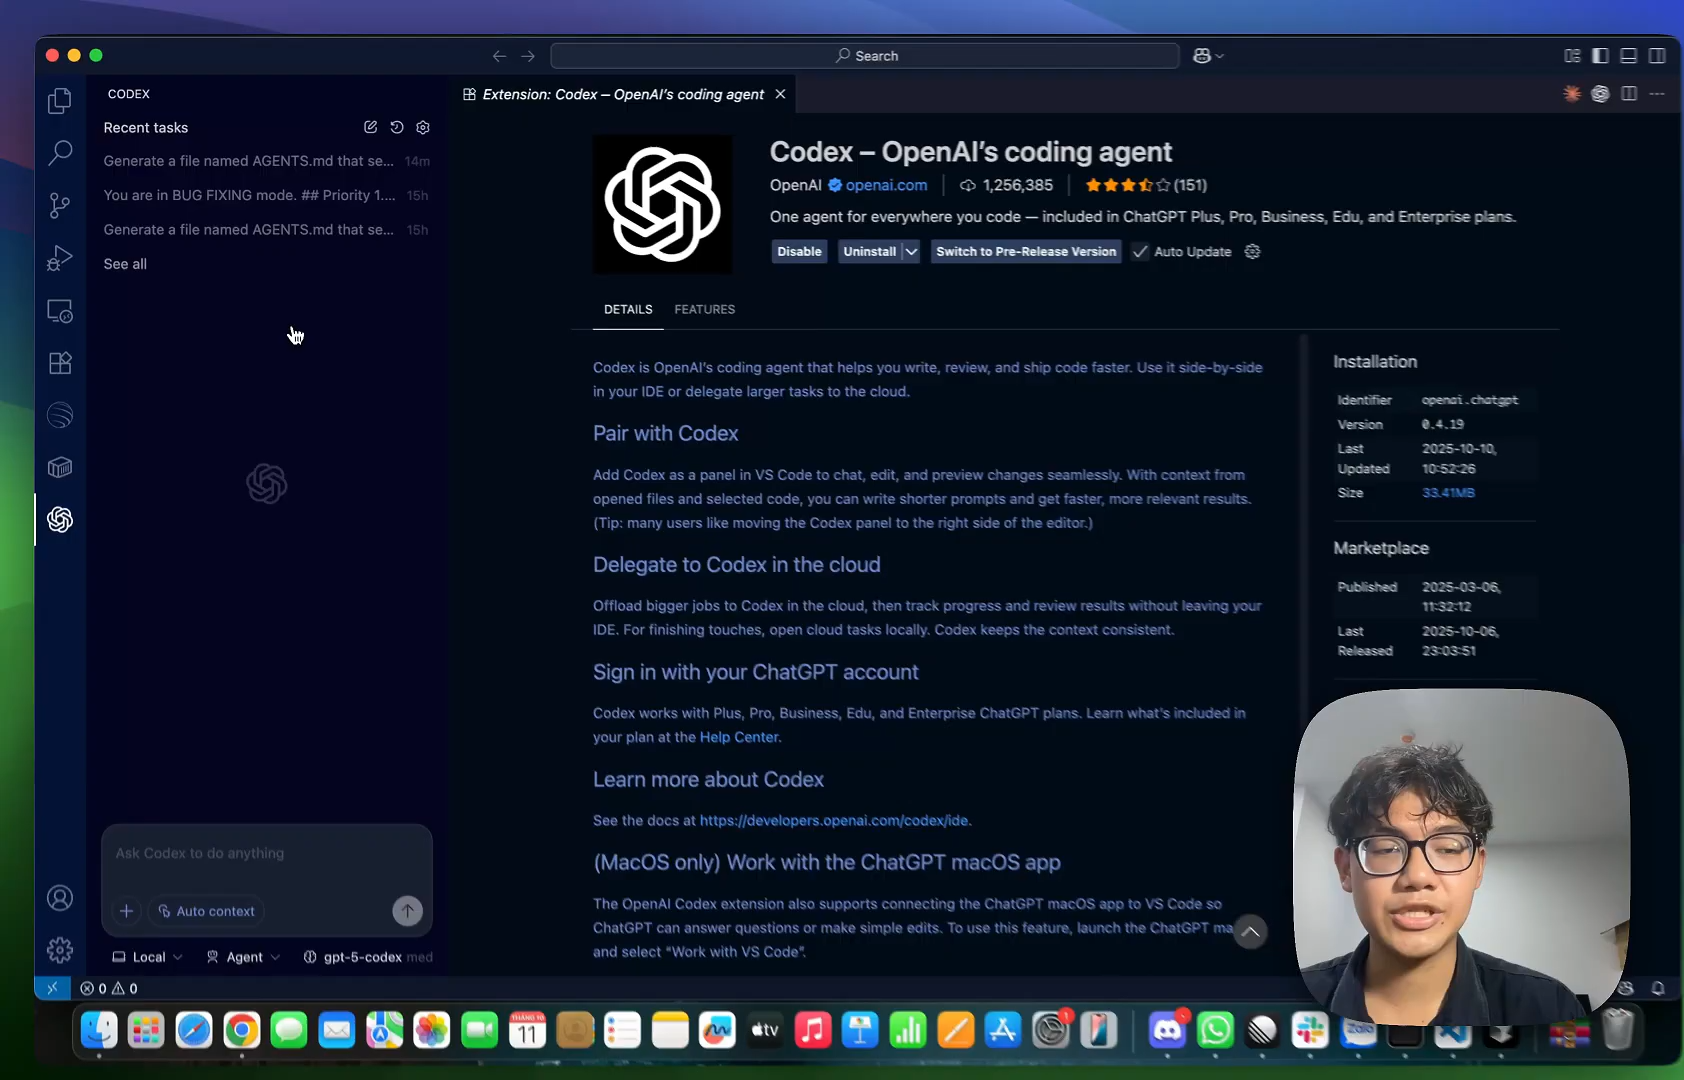 Search
CODEX
Recent tasks
Generate a file named AGENTS.md that se... 14m
You are in BUG FIXING mode. ## Priority 1.... 15h
Generate a file named AGENTS.md that se... 15h
See all
Ask Codex to do anything
Auto context
Local
Agent
gpt-5-codex med
0 0
Extension: Codex – OpenAI's coding agent
Codex – OpenAI's coding agent
OpenAI openai.com 1,256,385 (151)
One agent for everywhere you code — included in ChatGPT Plus, Pro, Business, Edu, and Enterprise plans.
Disable Uninstall Switch to Pre-Release Version Auto Update
DETAILS FEATURES
Codex is OpenAI's coding agent that helps you write, review, and ship code faster. Use it side-by-side
in your IDE or delegate larger tasks to the cloud.
Pair with Codex
Add Codex as a panel in VS Code to chat, edit, and preview changes seamlessly. With context from
opened files and selected code, you can write shorter prompts and get faster, more relevant results.
(Tip: many users like moving the Codex panel to the right side of the editor.)
Delegate to Codex in the cloud
Offload bigger jobs to Codex in the cloud, then track progress and review results without leaving your
IDE. For finishing touches, open cloud tasks locally. Codex keeps the context consistent.
Sign in with your ChatGPT account
Codex works with Plus, Pro, Business, Edu, and Enterprise ChatGPT plans. Learn what's included in
your plan at the Help Center.
Learn more about Codex
See the docs at https://developers.openai.com/codex/ide.
(MacOS only) Work with the ChatGPT macOS app
The OpenAI Codex extension also supports connecting the ChatGPT macOS app to VS Code so
ChatGPT can answer questions or make simple edits. To use this feature, launch the ChatGPT ma
and select “Work with VS Code”.
Installation
Identifier openai.chatgpt
Version 0.4.19
Last 2025-10-10,
Updated 10:52:26
Size 33.41MB
Marketplace
Published 2025-03-06,
11:32:12
Last 2025-10-06,
Released 23:03:51
THÁNG 10
11
tv
1
Zalo